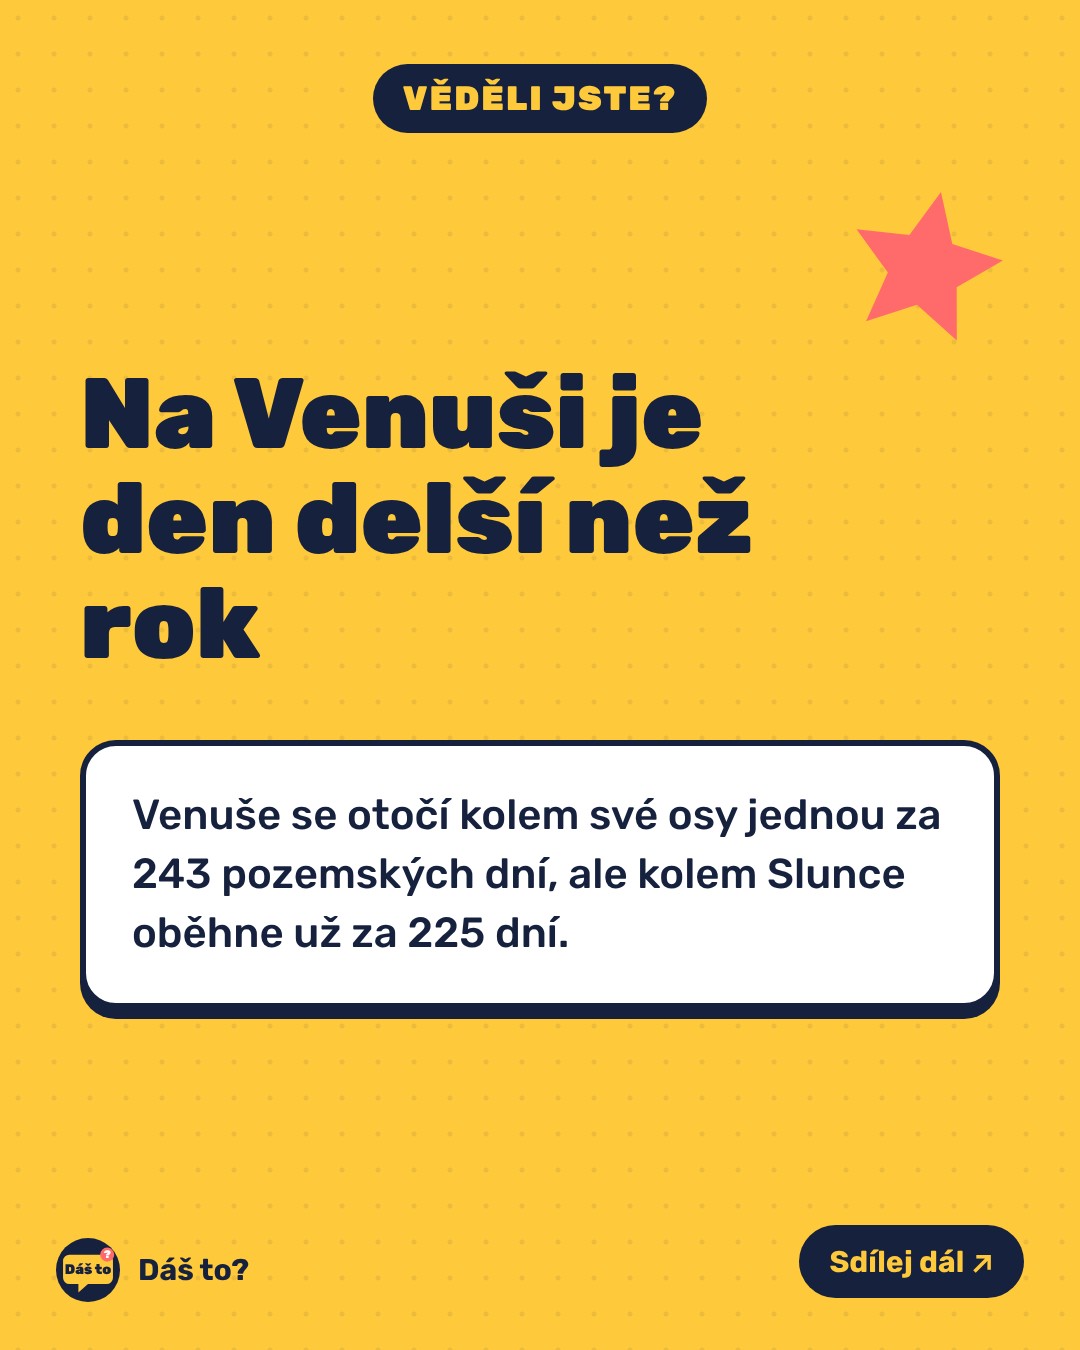 VĚDĚLI JSTE?
Na Venuši je
den delší než
rok
Venuše se otočí kolem své osy jednou za
243 pozemských dní, ale kolem Slunce
oběhne už za 225 dní.
?
Dáš to
Dáš to?
Sdílej dál ↗